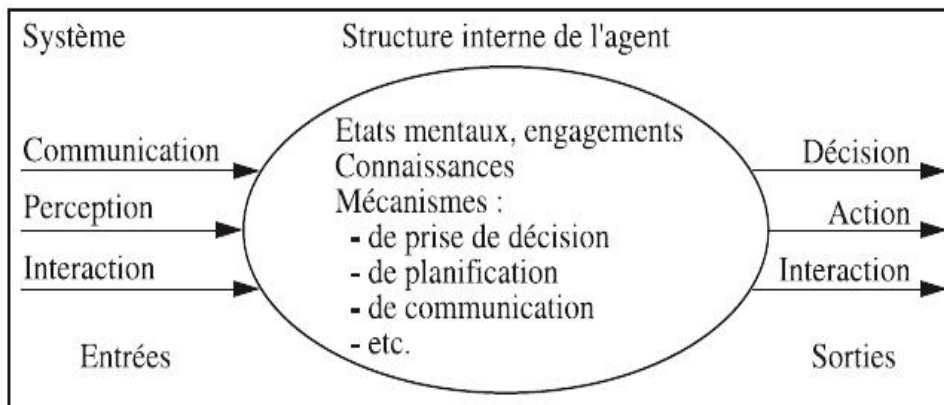 Système
Structure interne de l'agent
Communication
Perception
Interaction
Entrées
Etats mentaux, engagements
Connaissances
Mécanismes :
- de prise de décision
- de planification
- de communication
- etc.
Décision
Action
Interaction
Sorties